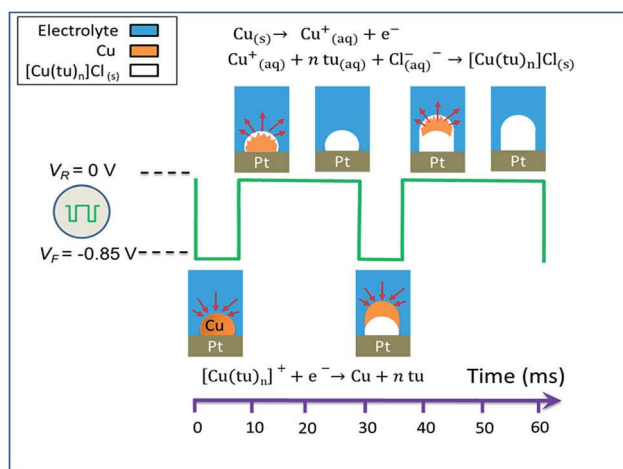 Electrolyte
Cu
[Cu(tu)ₙ]Cl₍ₛ₎
Cu₍ₛ₎ → Cu⁺₍aq₎ + e⁻
Cu⁺₍aq₎ + n tu₍aq₎ + Cl⁻₍aq₎⁻ → [Cu(tu)ₙ]Cl₍ₛ₎
Pt Pt Pt Pt
V_R = 0 V
V_F = -0.85 V
Cu
Pt Pt
[Cu(tu)ₙ]⁺ + e⁻ → Cu + n tu
Time (ms)
0 10 20 30 40 50 60